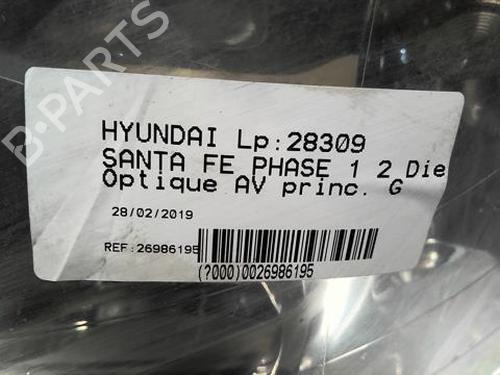 B-PARTS
HYUNDAI Lp:28309
SANTA FE PHASE 1 2 Die
Optique AV princ. G
28/02/2019
REF:26986195
(?000)0026986195